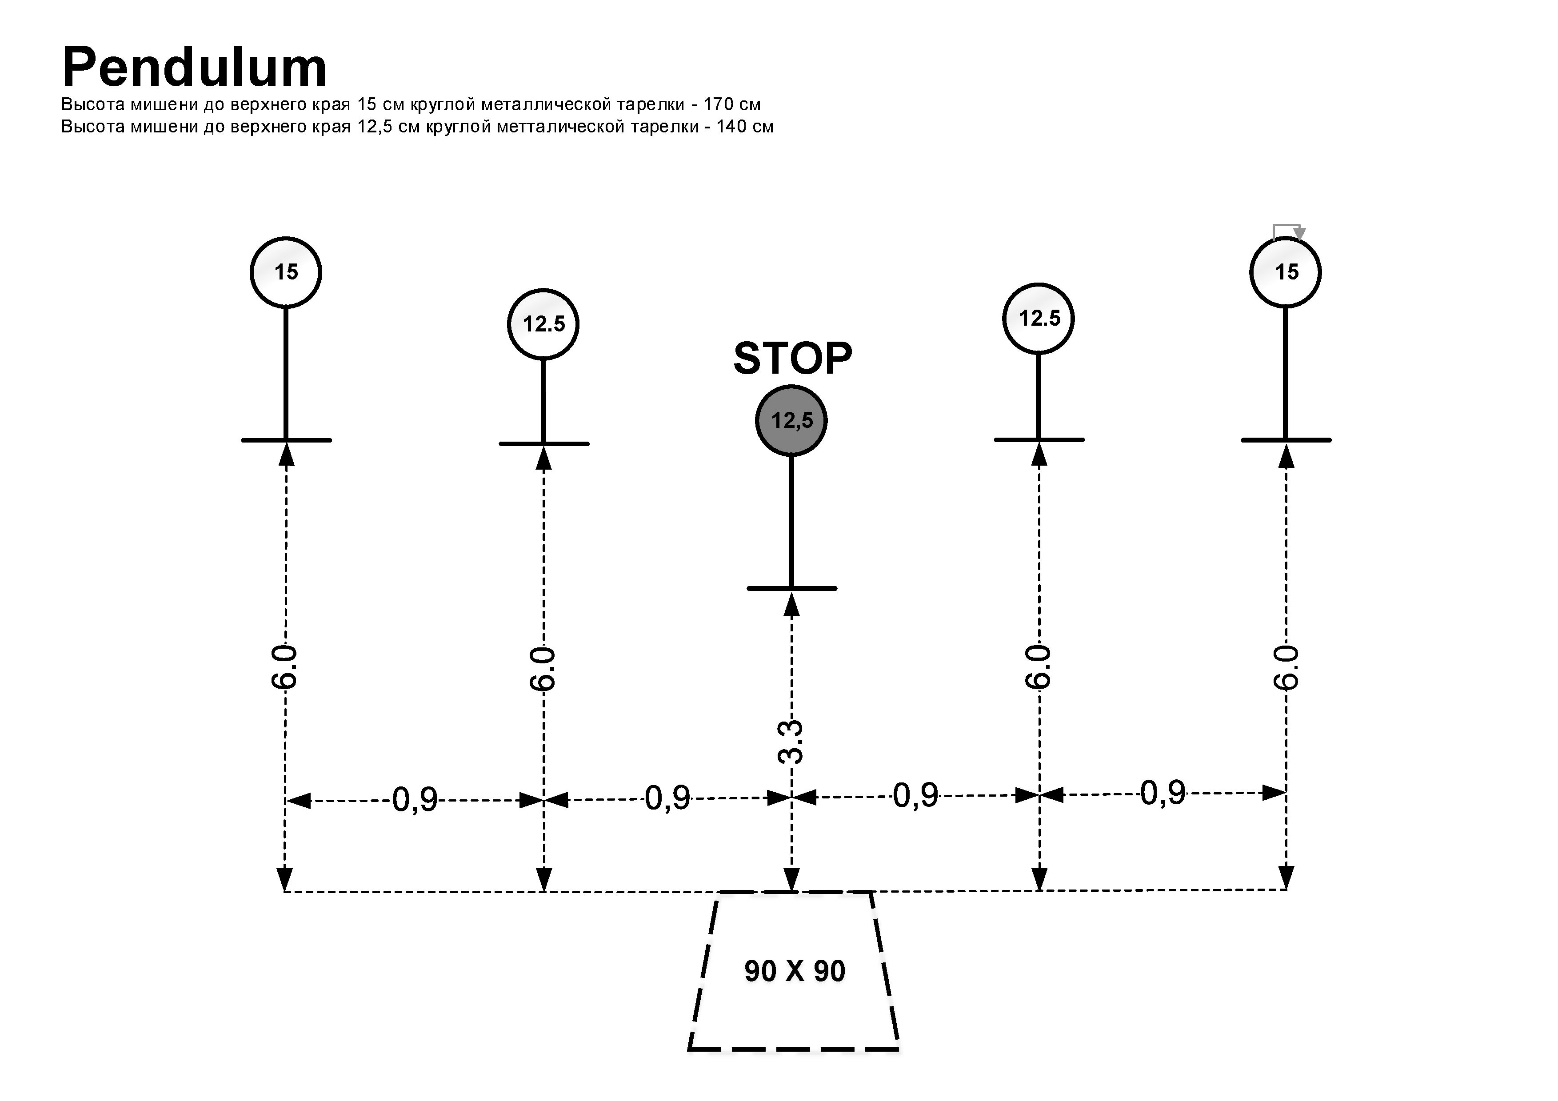 Pendulum
Высота мишени до верхнего края 15 см круглой металлической тарелки - 170 см
Высота мишени до верхнего края 12,5 см круглой метталической тарелки - 140 см
15
12.5
STOP
12,5
12.5
15
6.0
6.0
3.3
6.0
6.0
0,9
0,9
0,9
0,9
90 X 90